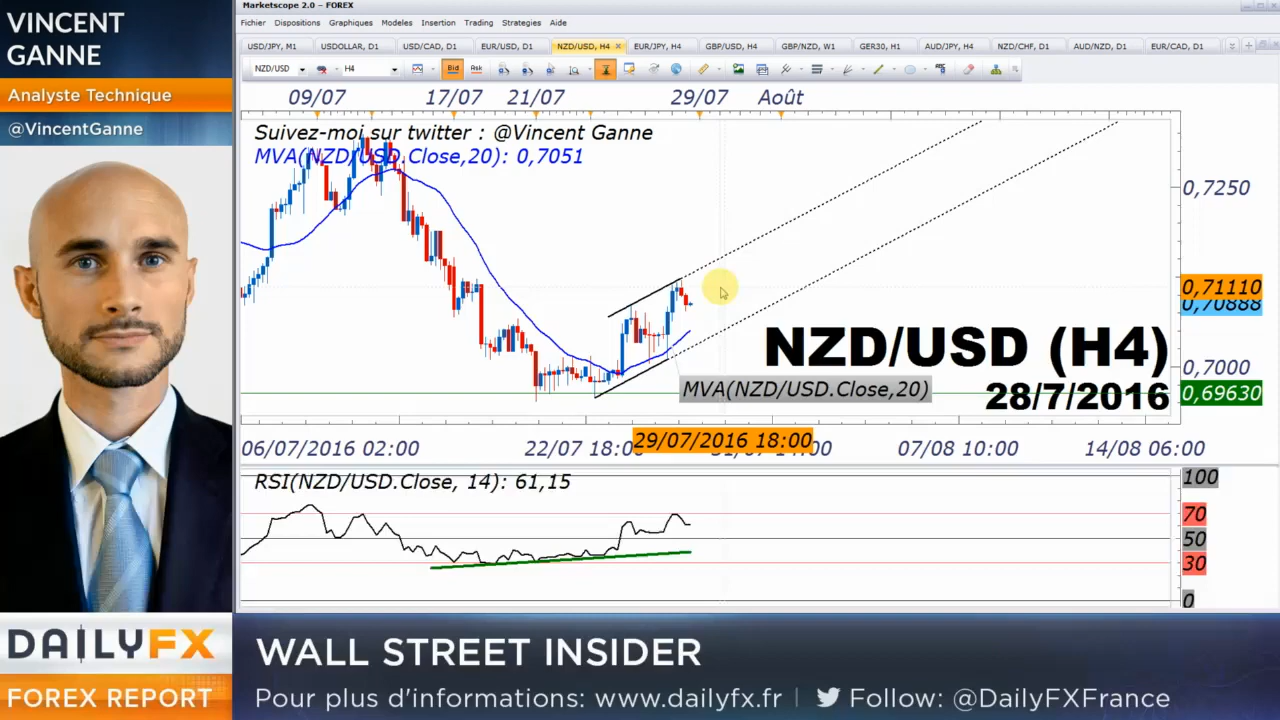 VINCENT
GANNE
Analyste Technique
@VincentGanne
Marketscope 2.0 – FOREX
Fichier Dispositions Graphiques Modeles Insertion Trading Strategies Aide
USD/JPY, M1 USDOLLAR, D1 USD/CAD, D1 EUR/USD, D1 NZD/USD, H4 EUR/JPY, H4 GBP/USD, H4 GBP/NZD, W1 GER30, H1 AUD/JPY, H4 NZD/CHF, D1 AUD/NZD, D1 EUR/CAD, D1
NZD/USD H4 Bid Ask
09/07 17/07 21/07 29/07 Août
Suivez-moi sur twitter : @Vincent Ganne
MVA(NZD/USD.Close,20): 0,7051
0,7250
0,71110
0,70888
NZD/USD (H4)
0,7000
MVA(NZD/USD.Close,20)
28/7/2016
0,69630
29/07/2016 18:00
06/07/2016 02:00 22/07 18:00 07/08 10:00 14/08 06:00
RSI(NZD/USD.Close, 14): 61,15
100
70
50
30
0
DAILYFX
FOREX REPORT
WALL STREET INSIDER
Pour plus d'informations: www.dailyfx.fr | Follow: @DailyFXFrance